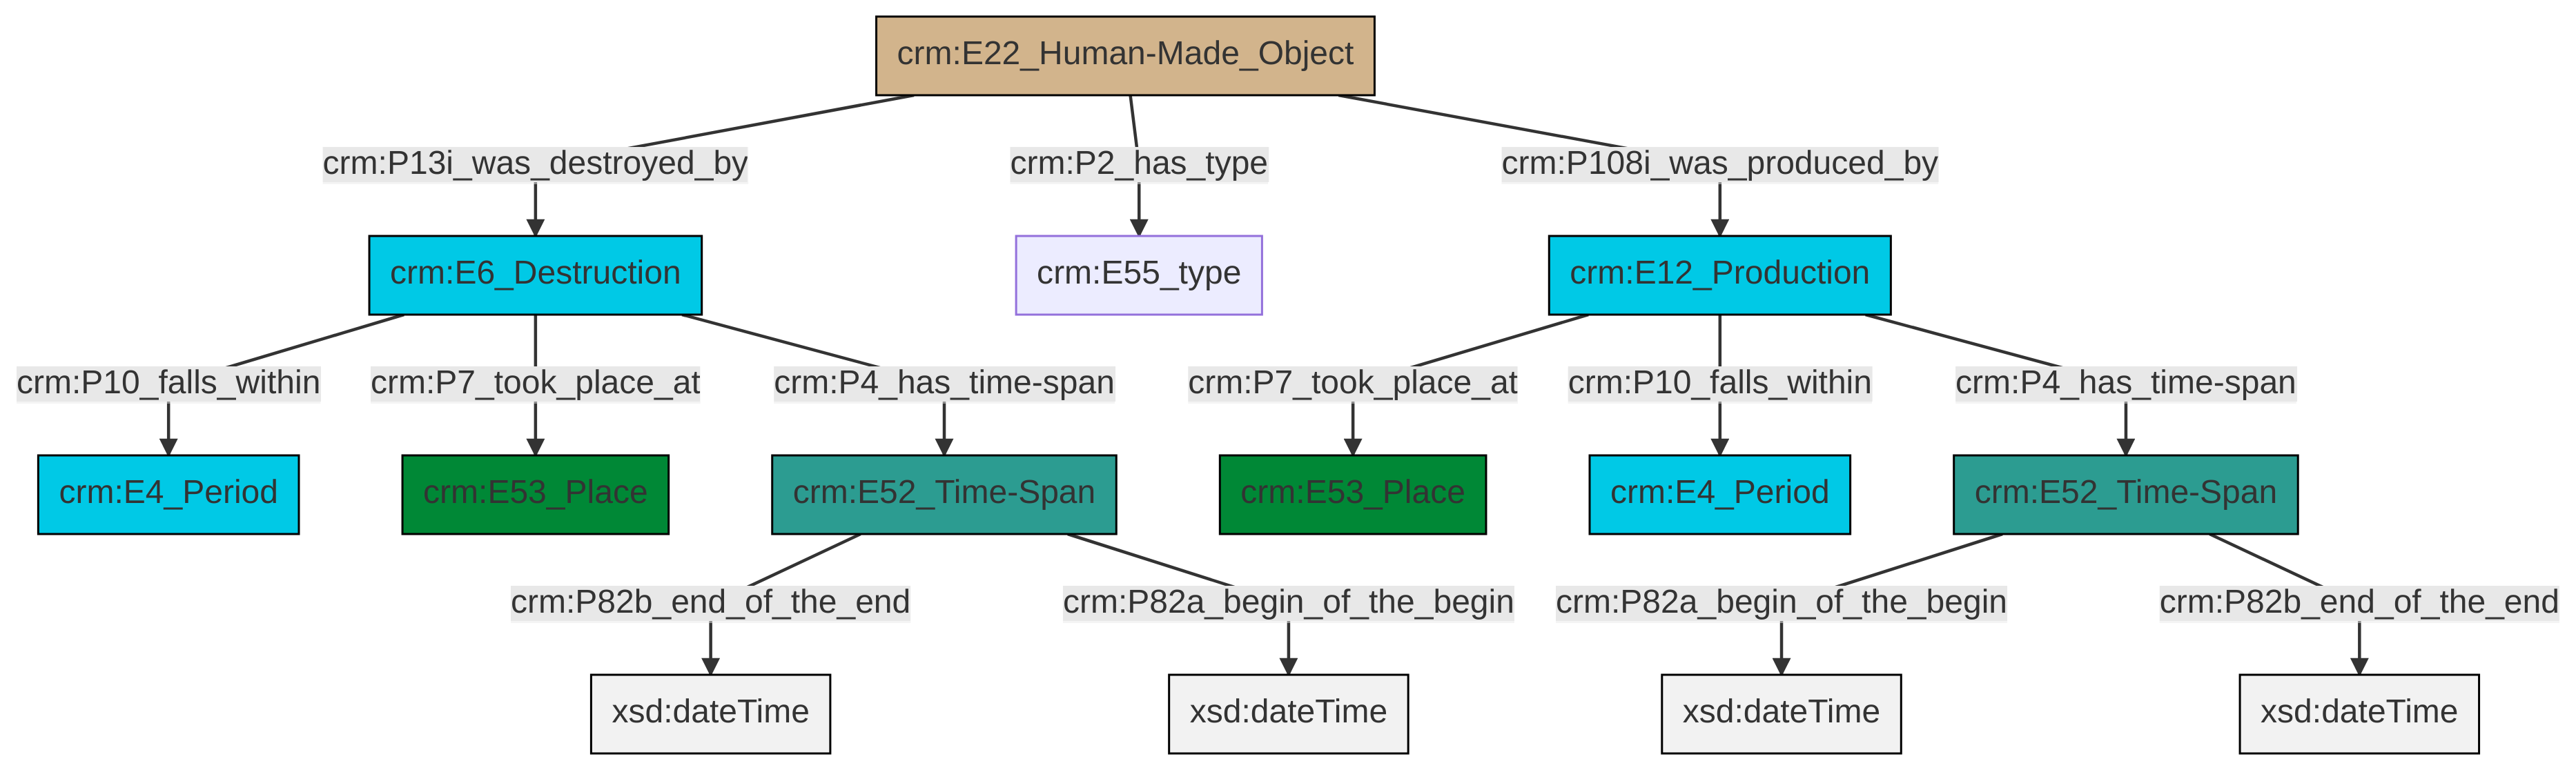 crm:E22_Human-Made_Object
crm:P13i_was_destroyed_by
crm:P2_has_type
crm:P108i_was_produced_by
crm:E6_Destruction
crm:E55_type
crm:E12_Production
crm:P10_falls_within
crm:P7_took_place_at
crm:P4_has_time-span
crm:P7_took_place_at
crm:P10_falls_within
crm:P4_has_time-span
crm:E4_Period
crm:E53_Place
crm:E52_Time-Span
crm:E53_Place
crm:E4_Period
crm:E52_Time-Span
crm:P82b_end_of_the_end
crm:P82a_begin_of_the_begin
crm:P82a_begin_of_the_begin
crm:P82b_end_of_the_end
xsd:dateTime
xsd:dateTime
xsd:dateTime
xsd:dateTime